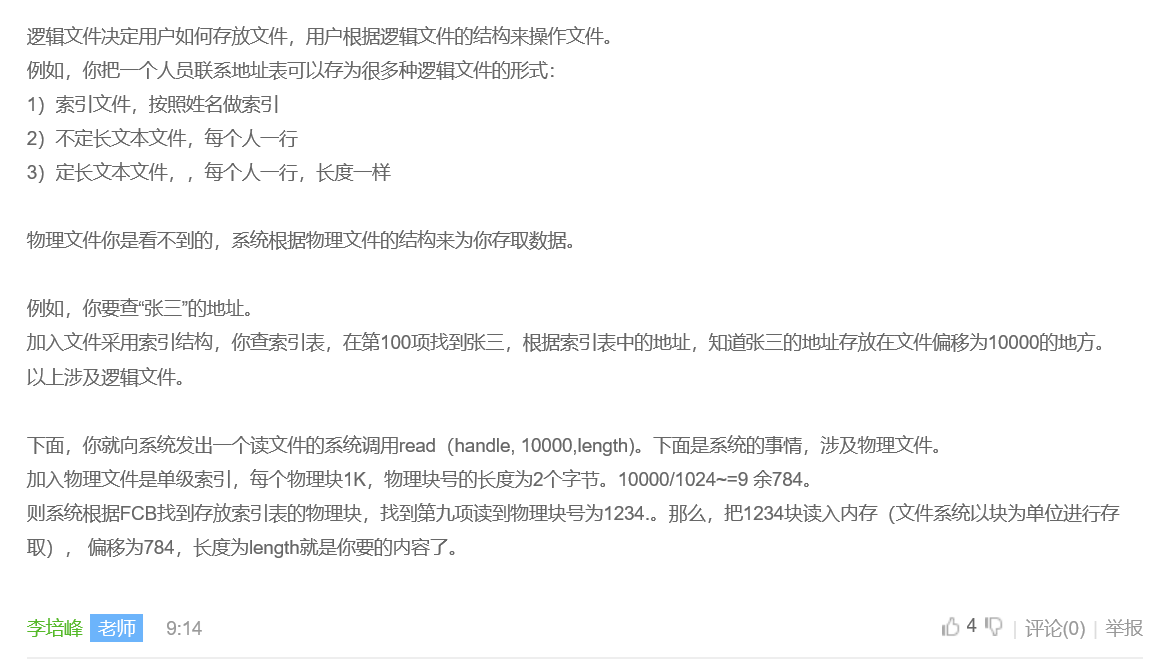 逻辑文件决定用户如何存放文件，用户根据逻辑文件的结构来操作文件。
例如，你把一个人员联系地址表可以存为很多种逻辑文件的形式：
1）索引文件，按照姓名做索引
2）不定长文本文件，每个人一行
3）定长文本文件，，每个人一行，长度一样
物理文件你是看不到的，系统根据物理文件的结构来为你存取数据。
例如，你要查“张三”的地址。
加入文件采用索引结构，你查索引表，在第100项找到张三，根据索引表中的地址，知道张三的地址存放在文件偏移为10000的地方。
以上涉及逻辑文件。
下面，你就向系统发出一个读文件的系统调用read（handle, 10000,length)。下面是系统的事情，涉及物理文件。
加入物理文件是单级索引，每个物理块1K，物理块号的长度为2个字节。10000/1024~=9 余784。
则系统根据FCB找到存放索引表的物理块，找到第九项读到物理块号为1234.。那么，把1234块读入内存（文件系统以块为单位进行存
取）， 偏移为784，长度为length就是你要的内容了。
李培峰 老师 9:14 4 | 评论(0) | 举报